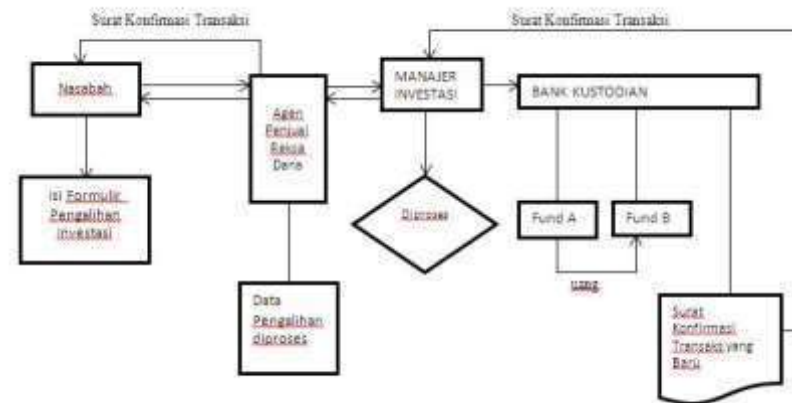 Surat Konfirmasi Transaksi
Surat Konfirmasi Transaksi
Nasabah
Agen
Penjual
Reksa
Dana
MANAJER
INVESTASI
BANK KUSTODIAN
Isi Formulir
Pengalihan
Investasi
Diproses
Fund A
Fund B
uang
Data
Pengalihan
diproses
Surat
Konfirmasi
Transaks yang
Baru